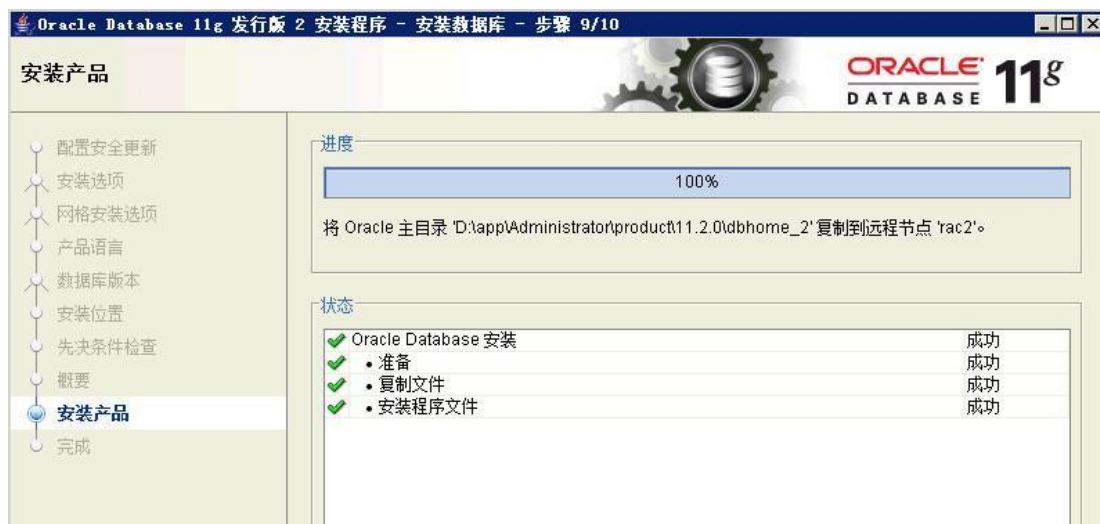 Oracle Database 11g 发行版 2 安装程序 - 安装数据库 - 步骤 9/10
安装产品
ORACLE 11g
DATABASE
配置安全更新
安装选项
网格安装选项
产品语言
数据库版本
安装位置
先决条件检查
概要
安装产品
完成
进度
100%
将 Oracle 主目录 'D:\app\Administrator\product\11.2.0\dbhome_2' 复制到远程节点 'rac2'。
状态
Oracle Database 安装 成功
• 准备 成功
• 复制文件 成功
• 安装程序文件 成功